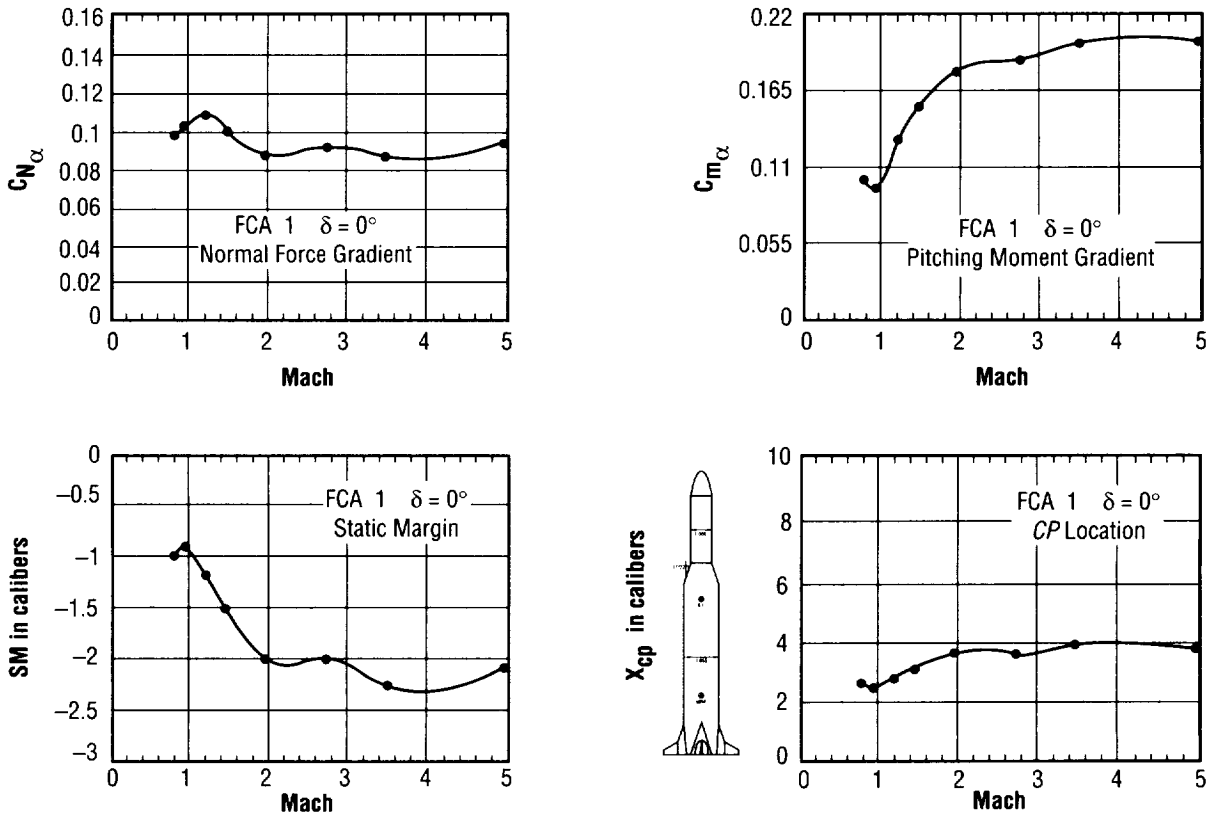 0.16
0.14
0.12
0.1
0.08
0.06
0.04
0.02
0
CNα
FCA 1 δ = 0°
Normal Force Gradient
0 1 2 3 4 5
Mach
0.22
0.165
0.11
0.055
0
Cmα
FCA 1 δ = 0°
Pitching Moment Gradient
0 1 2 3 4 5
Mach
0
−0.5
−1
−1.5
−2
−2.5
−3
SM in calibers
FCA 1 δ = 0°
Static Margin
0 1 2 3 4 5
Mach
10
8
6
4
2
0
Xcp in calibers
FCA 1 δ = 0°
CP Location
0 1 2 3 4 5
Mach